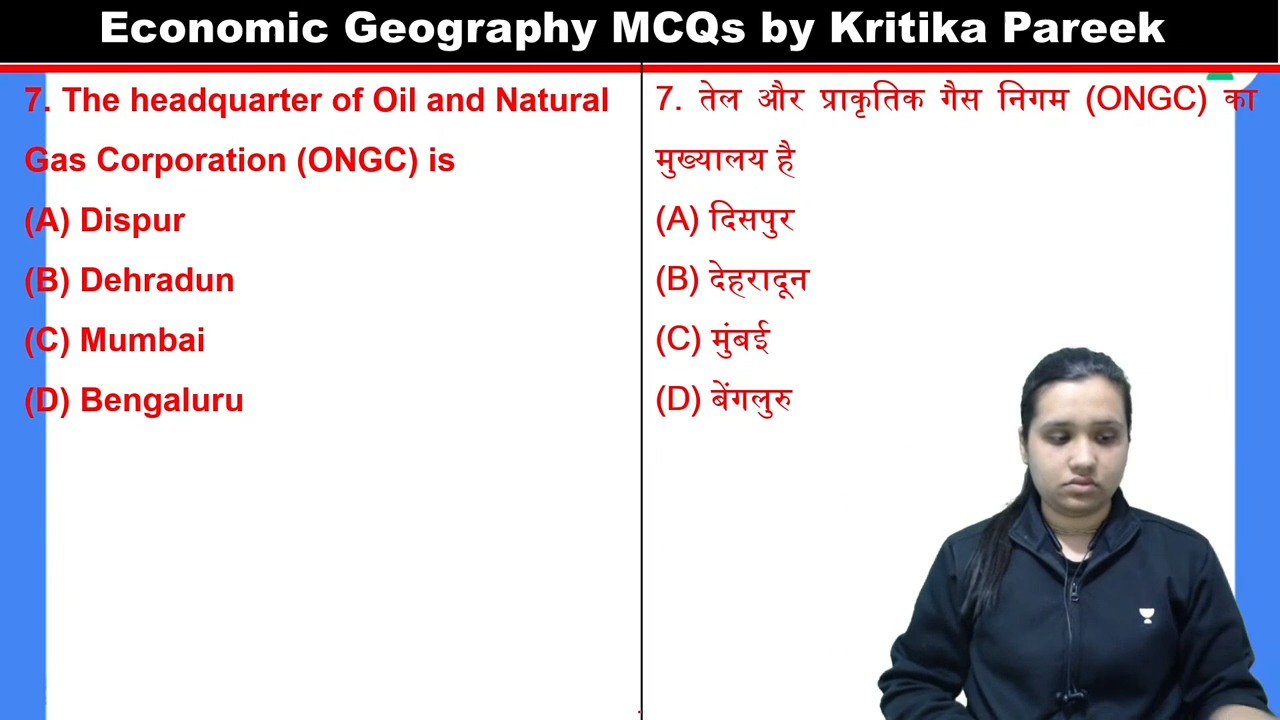 Economic Geography MCQs by Kritika Pareek
7. The headquarter of Oil and Natural
Gas Corporation (ONGC) is
(A) Dispur
(B) Dehradun
(C) Mumbai
(D) Bengaluru
7. तेल और प्राकृतिक गैस निगम (ONGC) का
मुख्यालय है
(A) दिसपुर
(B) देहरादून
(C) मुंबई
(D) बेंगलुरु